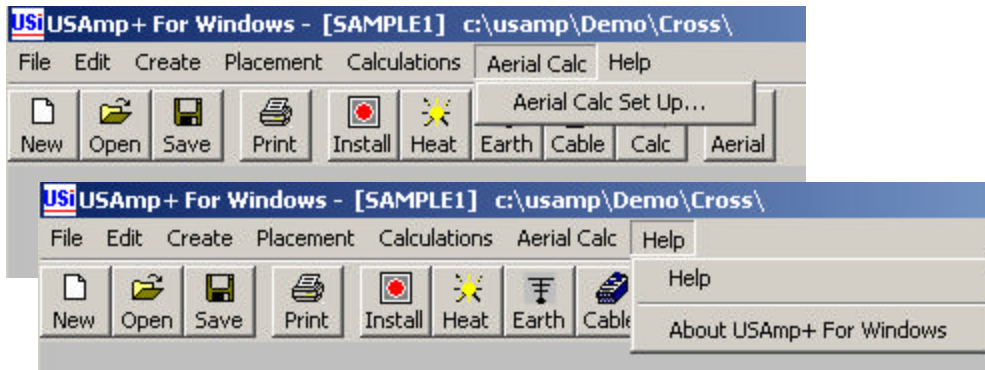 USi USAmp+ For Windows - [SAMPLE1] c:\usamp\Demo\Cross\
File Edit Create Placement Calculations Aerial Calc Help
Aerial Calc Set Up...
New Open Save Print Install Heat Earth Cable Calc Aerial
USi USAmp+ For Windows - [SAMPLE1] c:\usamp\Demo\Cross\
File Edit Create Placement Calculations Aerial Calc Help
Help
New Open Save Print Install Heat Earth Cable
About USAmp+ For Windows